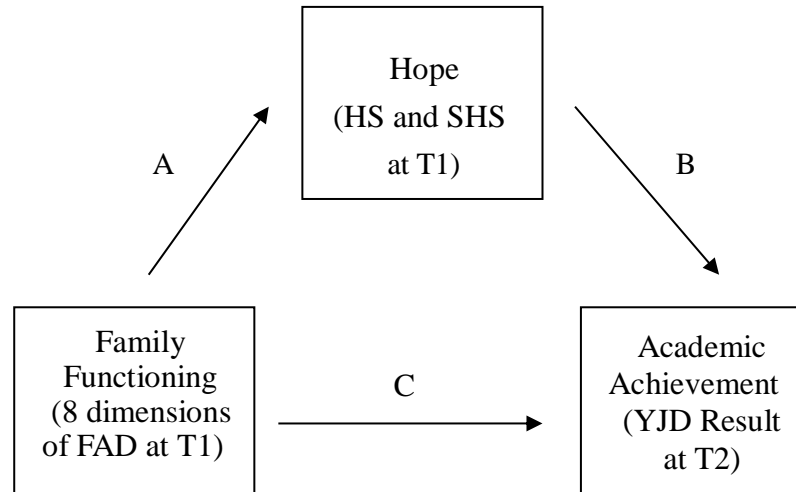 Hope
(HS and SHS
at T1)
A
B
Family
Functioning
(8 dimensions
of FAD at T1)
C
Academic
Achievement
(YJD Result
at T2)